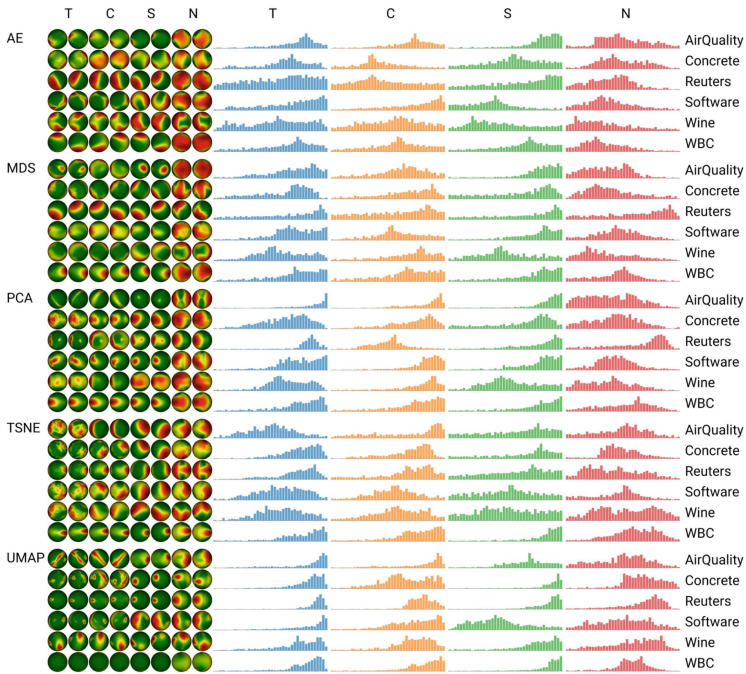 T C S N T C S N
AE AirQuality
Concrete
Reuters
Software
Wine
WBC
MDS AirQuality
Concrete
Reuters
Software
Wine
WBC
PCA AirQuality
Concrete
Reuters
Software
Wine
WBC
TSNE AirQuality
Concrete
Reuters
Software
Wine
WBC
UMAP AirQuality
Concrete
Reuters
Software
Wine
WBC